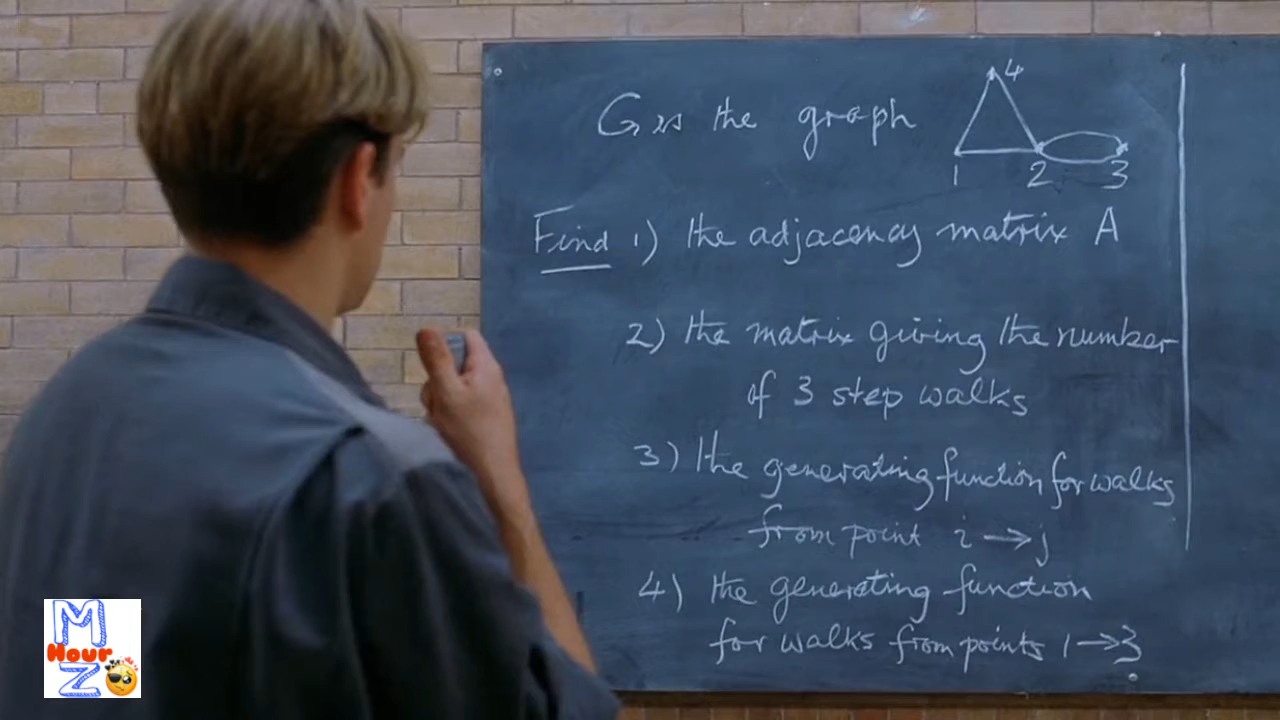 G is the graph
4
1 2 3
Find 1) the adjacency matrix A
2) the matrix giving the number
of 3 step walks
3) the generating function for walks
from point i → j
4) the generating function
for walks from points 1 → 3
M
Hour
Z